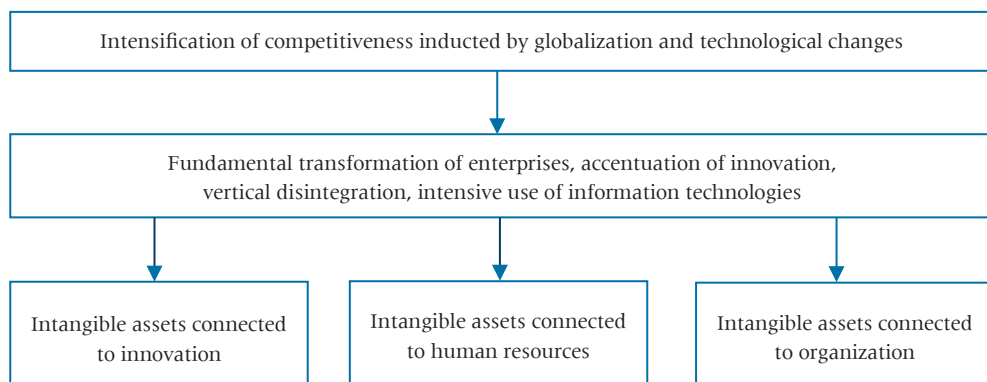 Intensification of competitiveness inducted by globalization and technological changes
Fundamental transformation of enterprises, accentuation of innovation,
vertical disintegration, intensive use of information technologies
Intangible assets connected
to innovation
Intangible assets connected
to human resources
Intangible assets connected
to organization